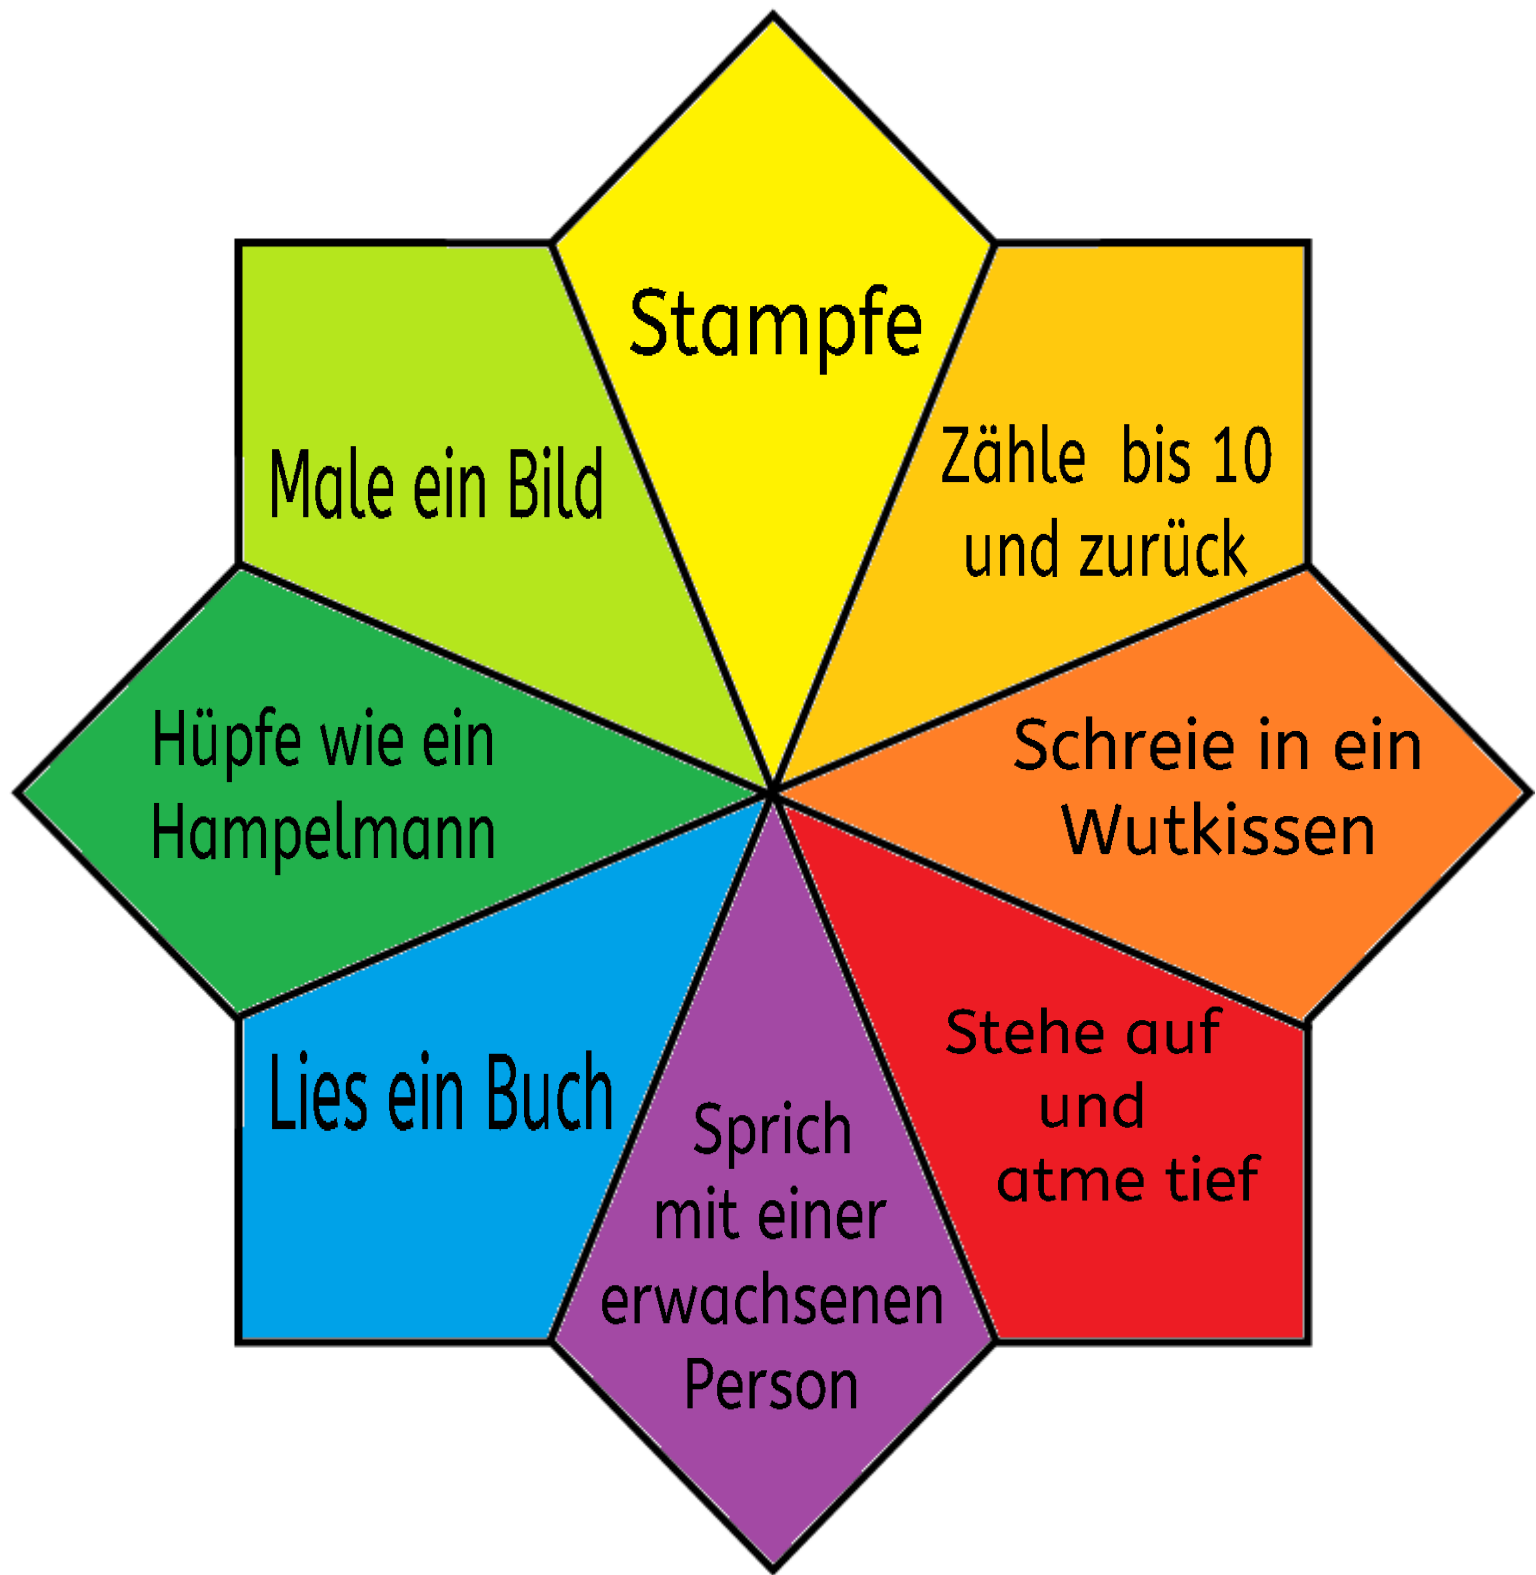 Stampfe
Zähle bis 10
und zurück
Schreie in ein
Wutkissen
Stehe auf
und
atme tief
Sprich
mit einer
erwachsenen
Person
Lies ein Buch
Hüpfe wie ein
Hampelmann
Male ein Bild